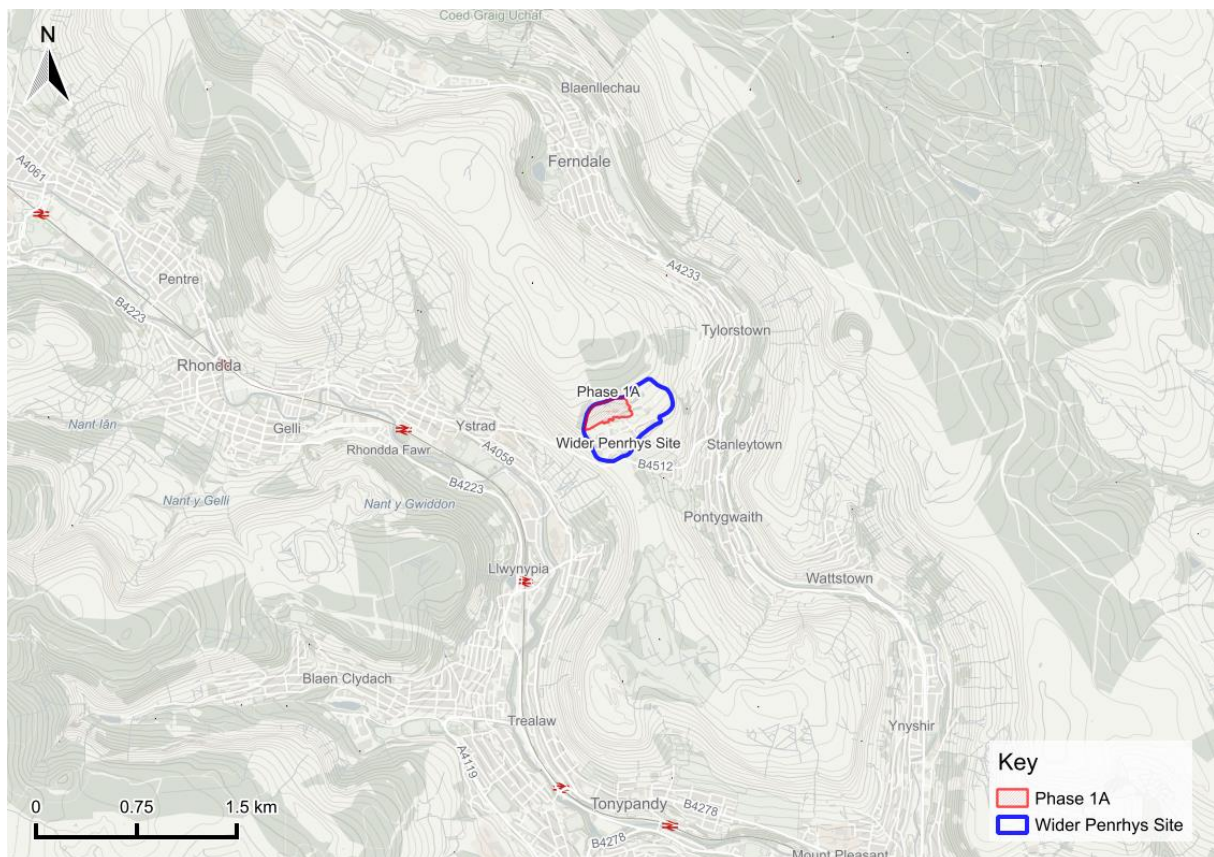 Coed Graig Uchaf
N
Blaenllechau
Ferndale
A4061
Pentre
B4223
A4233
Tylorstown
Rhondda
Phase 1A
Nant Iân
Gelli
Ystrad
Rhondda Fawr
A4058
Wider Penrhys Site
Stanleytown
B4512
Nant y Gelli
Nant y Gwiddon
B4223
Pontygwaith
Llwynypia
Wattstown
Blaen Clydach
Trealaw
Ynyshir
A4119
Tonypandy
B4278
B4278
Mount Pleasant
Key
Phase 1A
Wider Penrhys Site
0 0.75 1.5 km